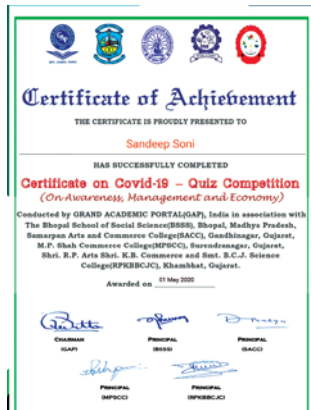 Certificate of Achievement
THE CERTIFICATE IS PROUDLY PRESENTED TO
Sandeep Soni
HAS SUCCESSFULLY COMPLETED
Certificate on Covid-19 – Quiz Competition
(On Awareness, Management and Economy)
Conducted by GRAND ACADEMIC PORTAL(GAP), India in association with
The Bhopal School of Social Science(BSSS), Bhopal, Madhya Pradesh,
Samarpan Arts and Commerce College(SACC), Gandhinagar, Gujarat,
M.P. Shah Commerce College(MPSCC), Surendranagar, Gujarat,
Shri. R.P. Arts Shri. K.B. Commerce and Smt. B.C.J. Science
College(RPKBBCJC), Khambhat, Gujarat.
Awarded on 01 May 2020
CHAIRMAN PRINCIPAL PRINCIPAL
(GAP) (BSSS) (SACC)
PRINCIPAL PRINCIPAL
(MPSCC) (RPKBBCJC)